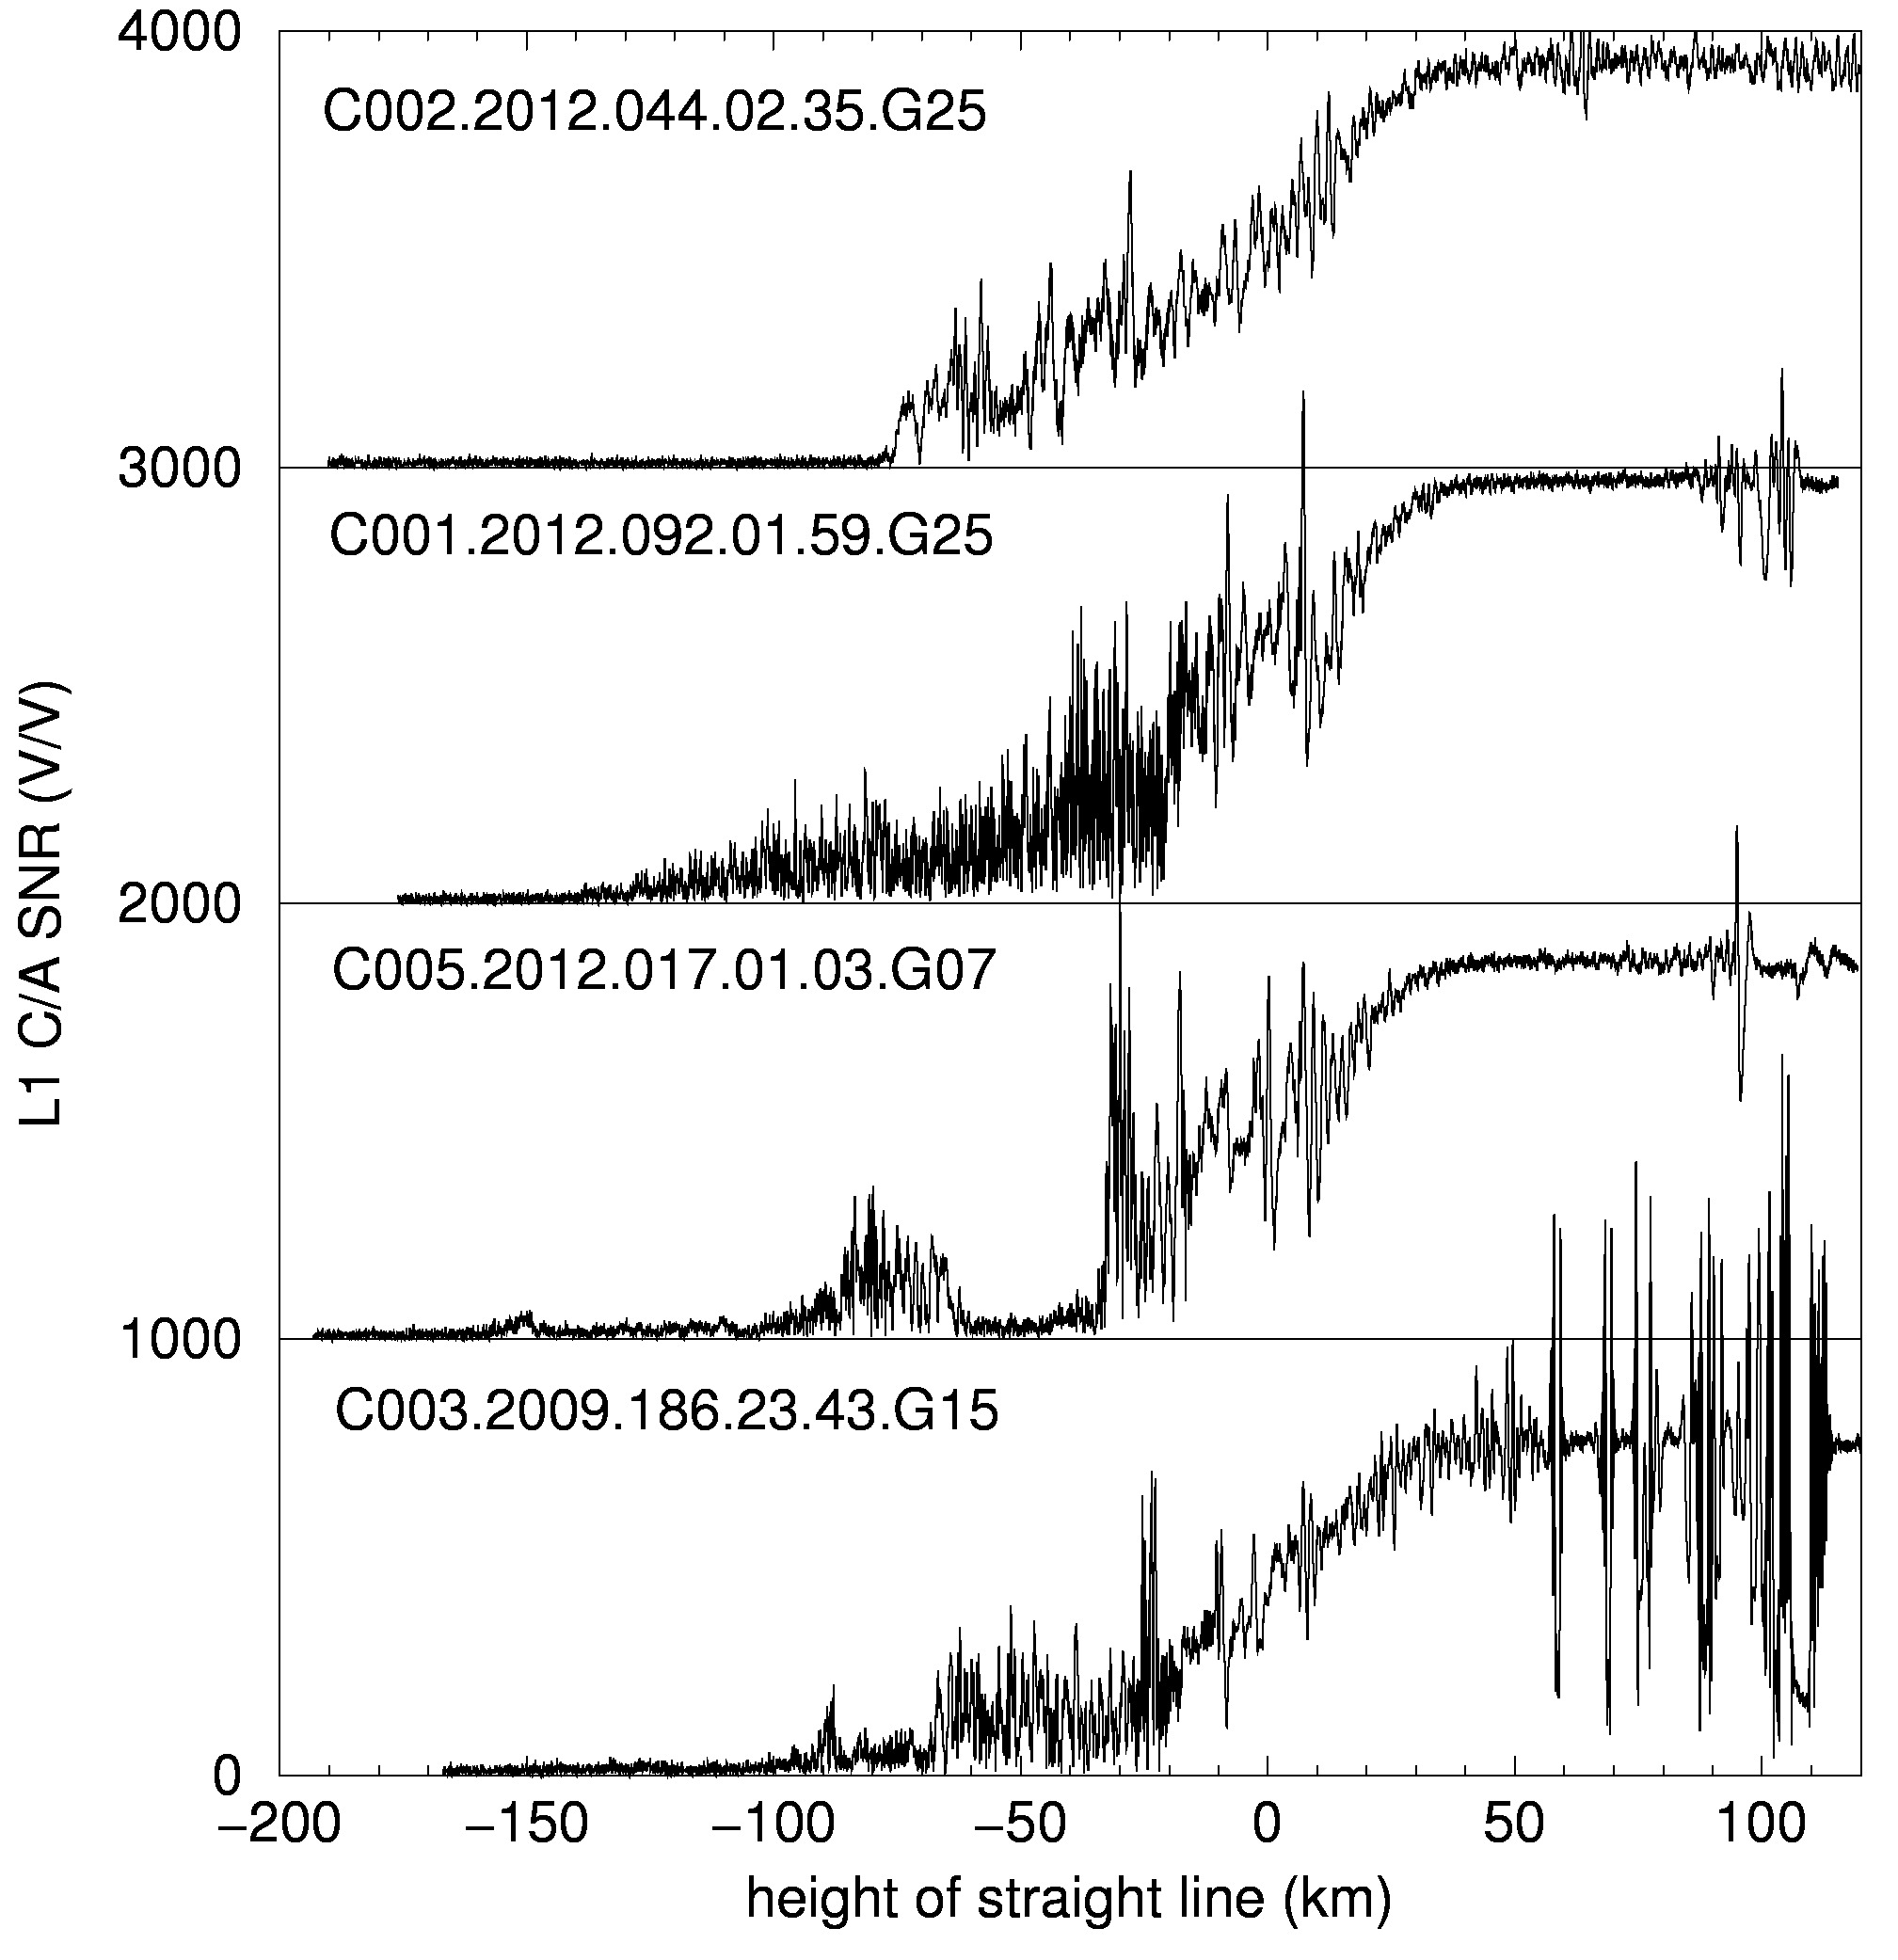 4000
C002.2012.044.02.35.G25
3000
C001.2012.092.01.59.G25
2000
C005.2012.017.01.03.G07
1000
C003.2009.186.23.43.G15
0
L1 C/A SNR (V/V)
−200 −150 −100 −50 0 50 100
height of straight line (km)